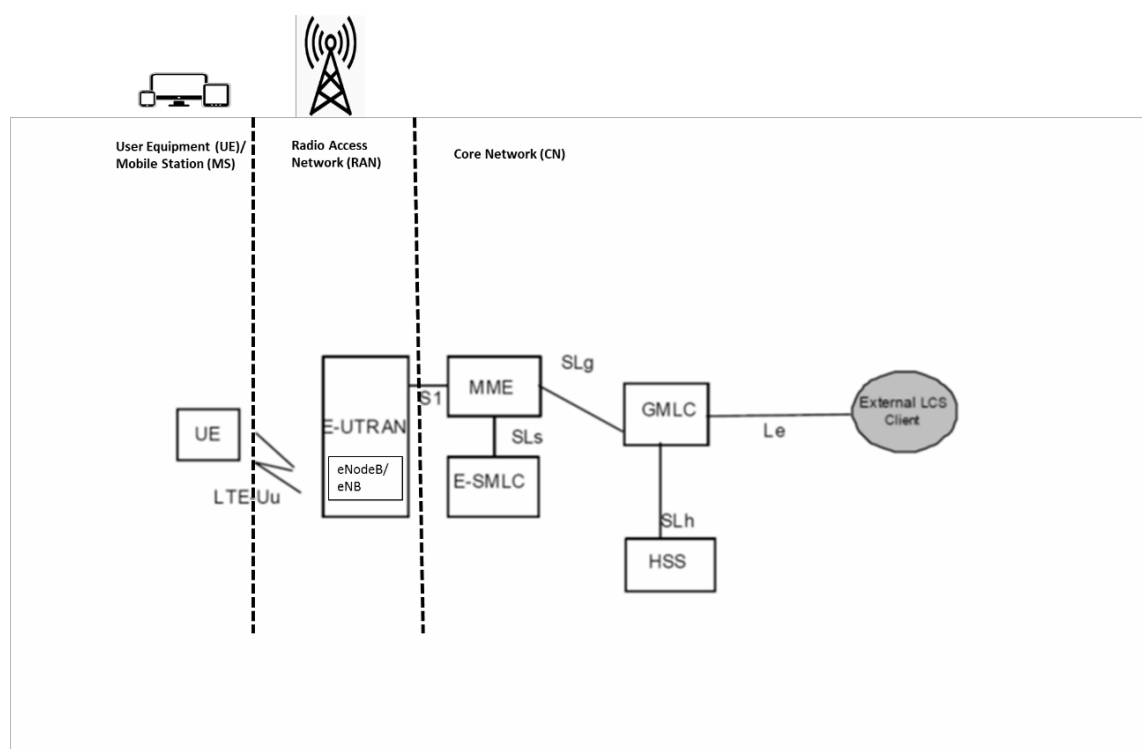 User Equipment (UE)/
Mobile Station (MS)
Radio Access
Network (RAN)
Core Network (CN)
UE
LTE-Uu
E-UTRAN
eNodeB/
eNB
S1
MME
SLs
E-SMLC
SLg
GMLC
SLh
HSS
Le
External LCS
Client